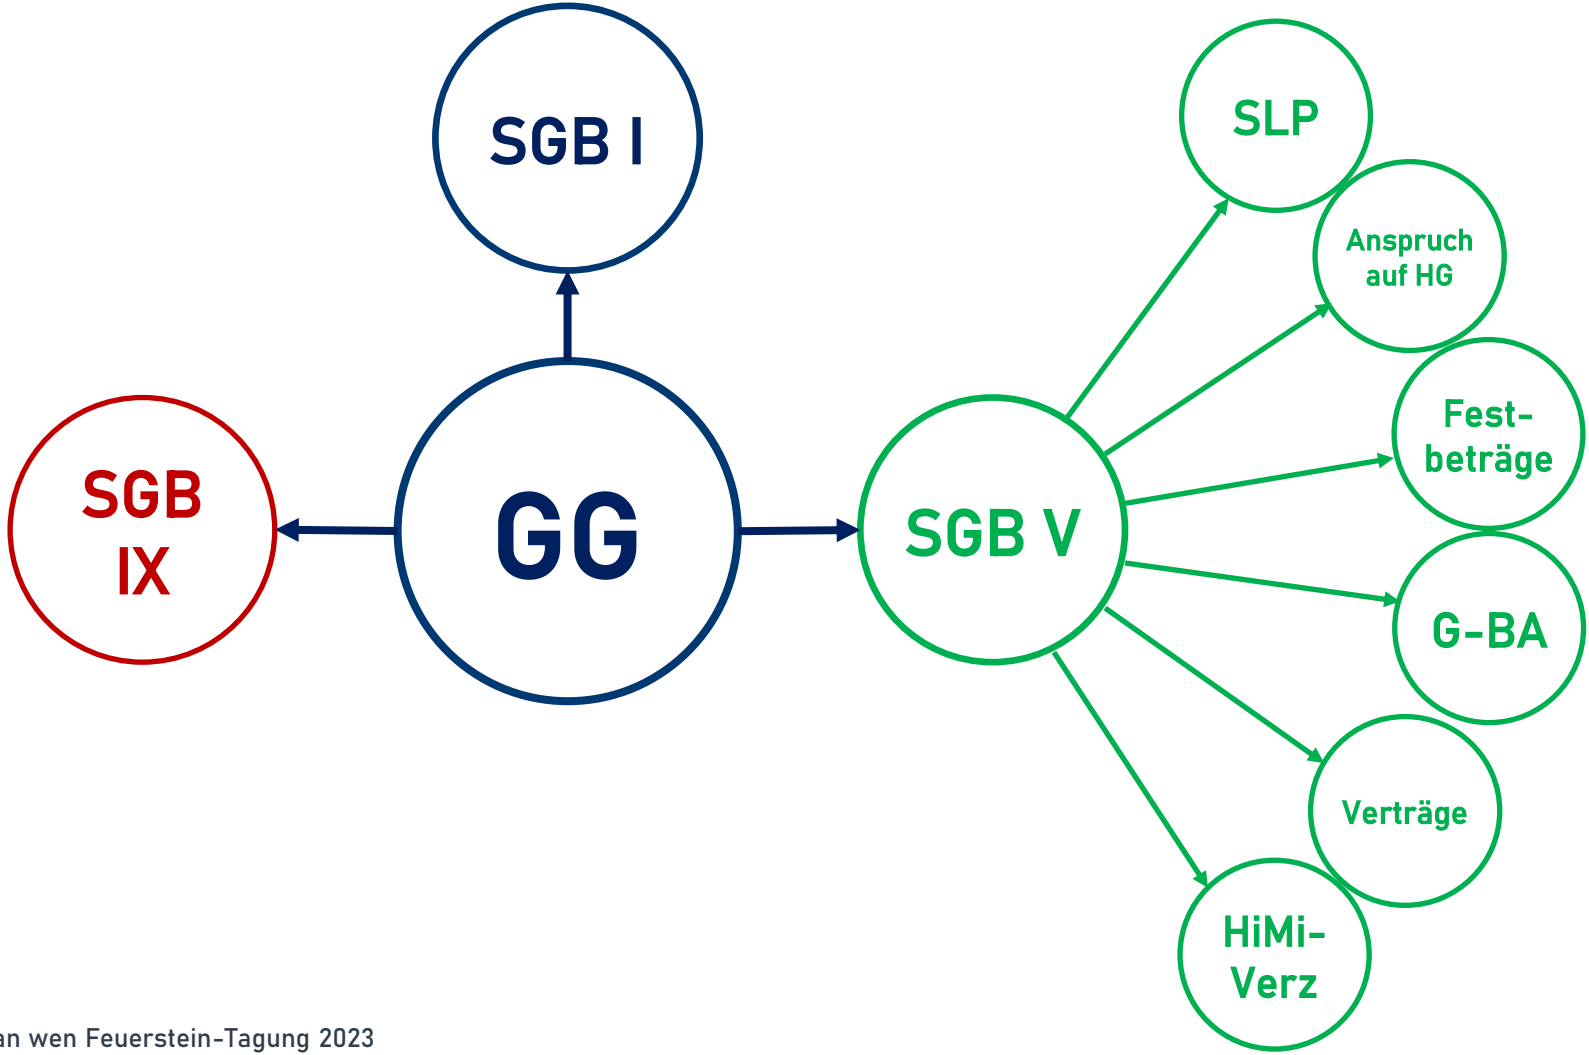 SGB I
SGB
IX
GG
SGB V
SLP
Anspruch
auf HG
Fest-
beträge
G-BA
Verträge
HiMi-
Verz
an wen Feuerstein-Tagung 2023